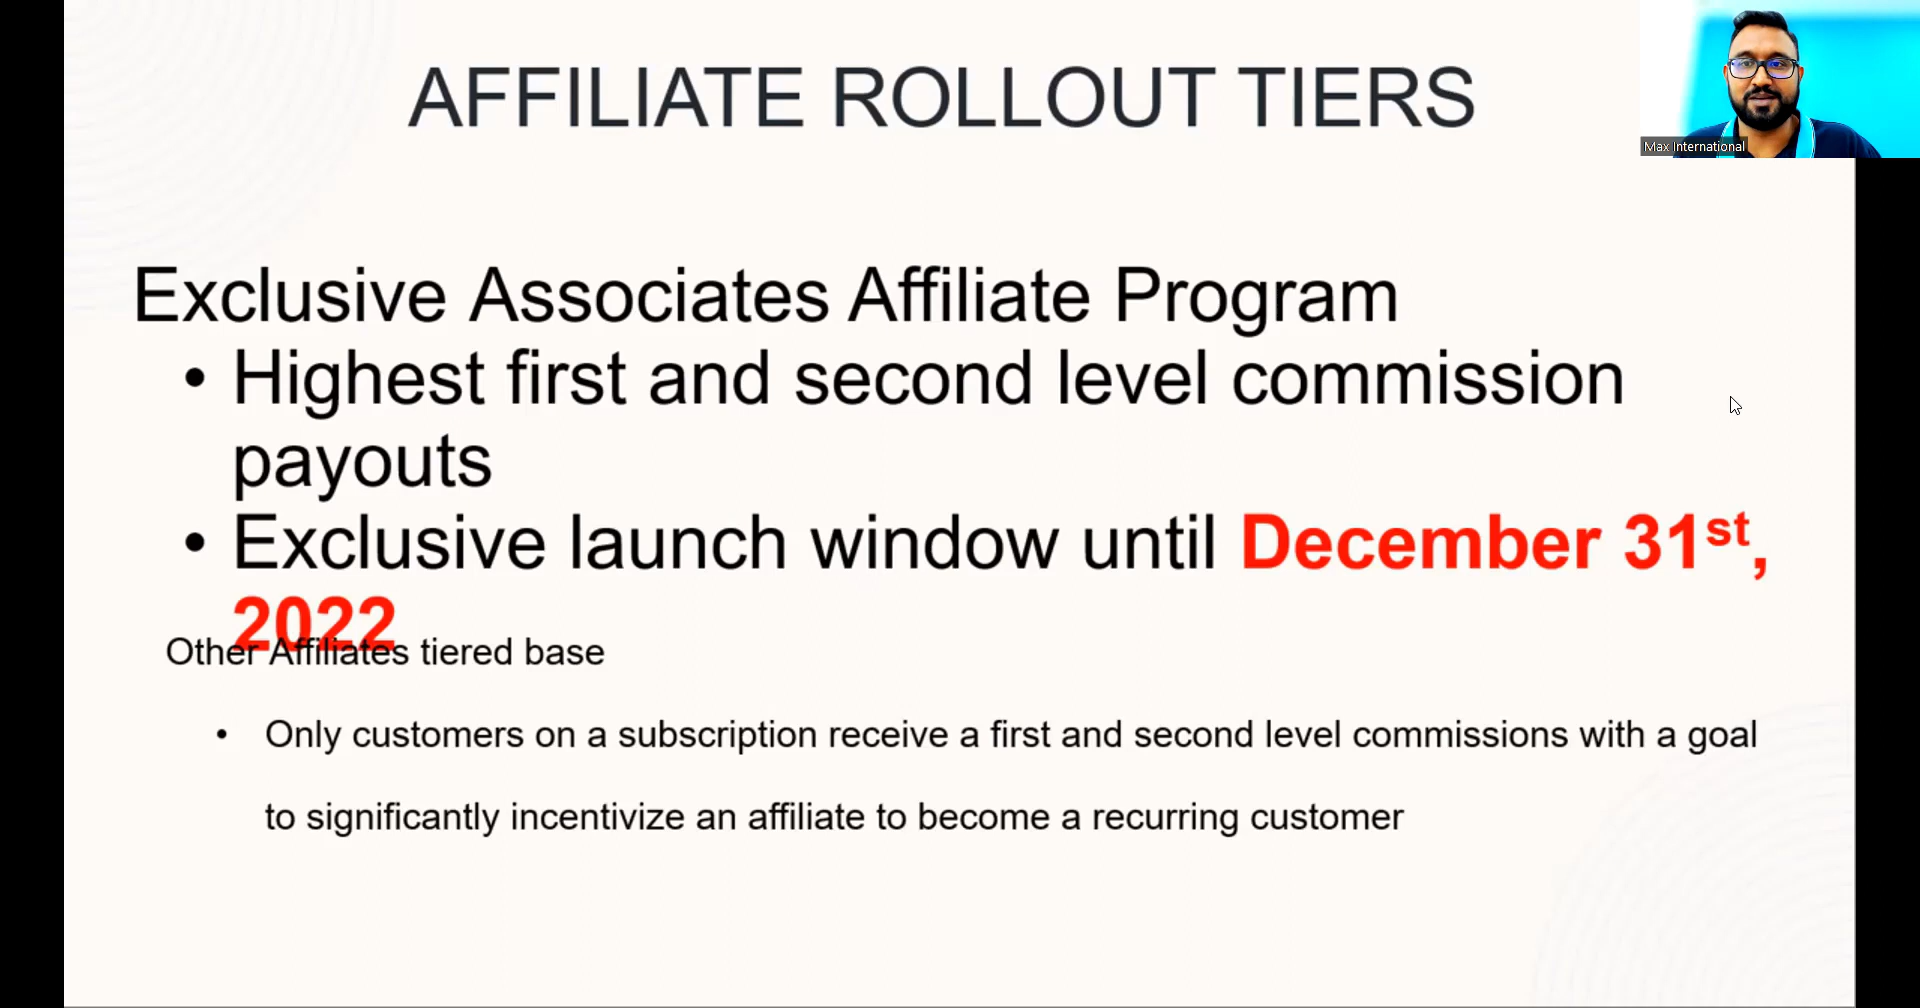 AFFILIATE ROLLOUT TIERS
Max International
Exclusive Associates Affiliate Program
• Highest first and second level commission
payouts
• Exclusive launch window until December 31st,
2022
Other Affiliates tiered base
• Only customers on a subscription receive a first and second level commissions with a goal
to significantly incentivize an affiliate to become a recurring customer